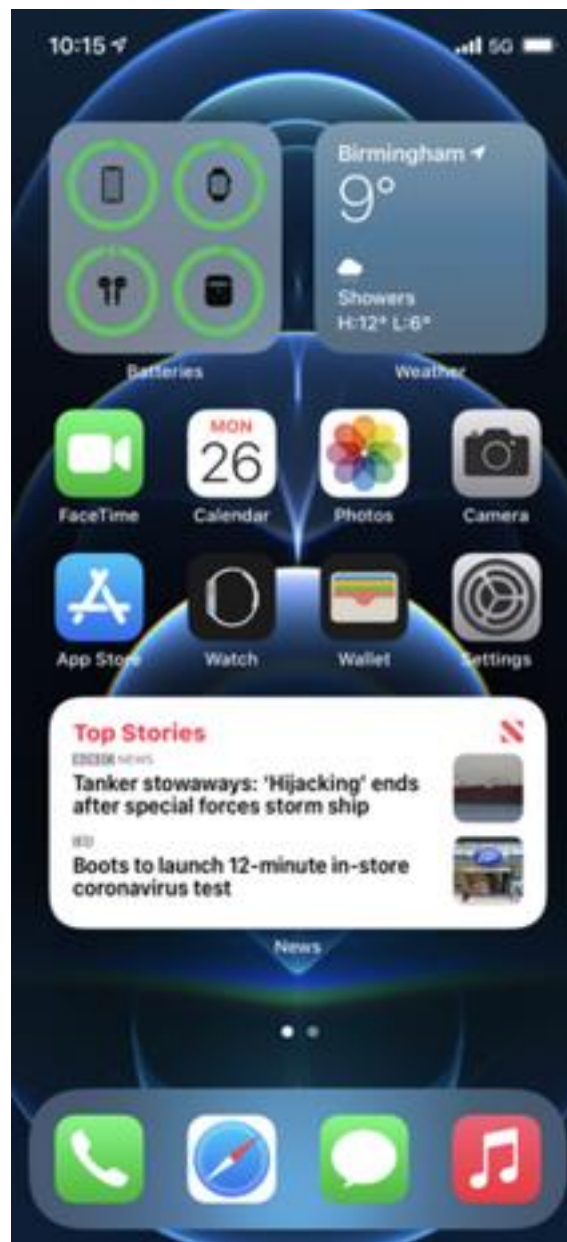 10:15
5G
Birmingham
9°
Showers
H:12° L:6°
Batteries
Weather
MON
26
FaceTime
Calendar
Photos
Camera
App Store
Watch
Wallet
Settings
Top Stories
BBC NEWS
Tanker stowaways: 'Hijacking' ends
after special forces storm ship
Boots to launch 12-minute in-store
coronavirus test
News